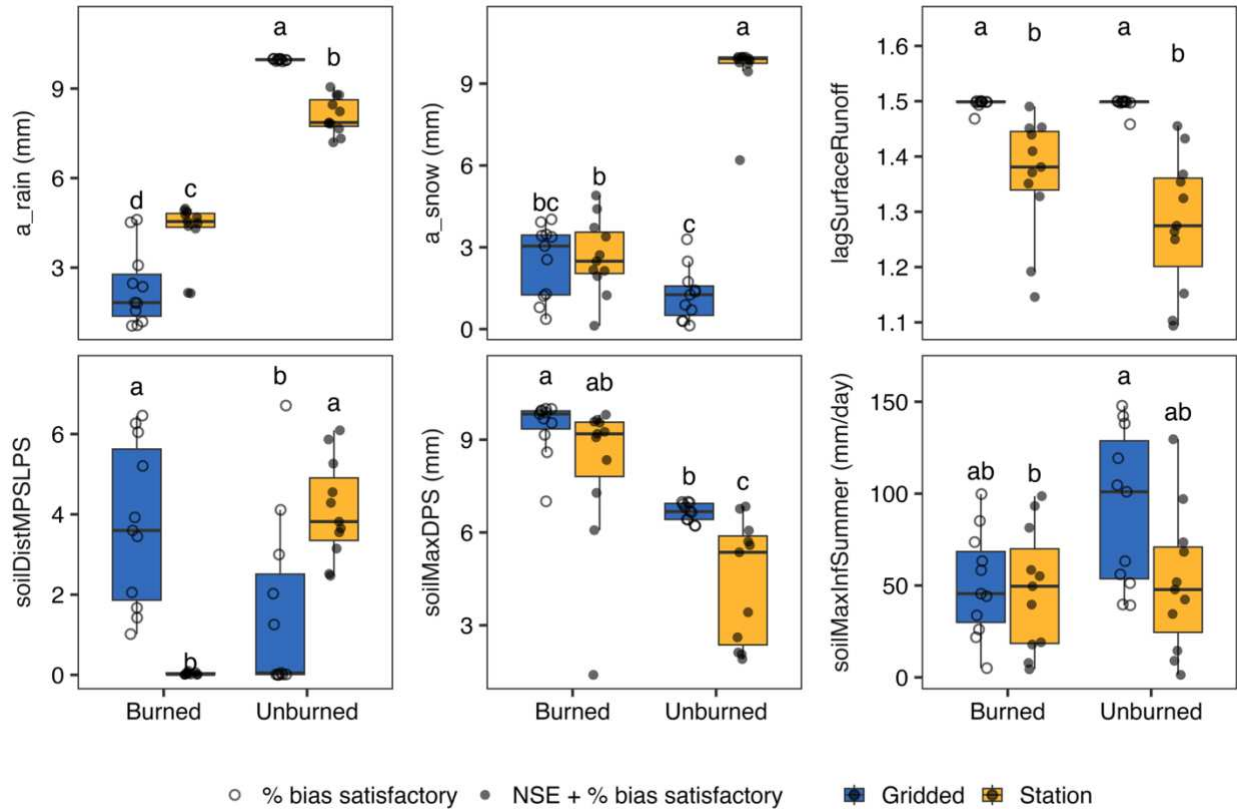 a_rain (mm)
9
6
3
d
c
a
b
a_snow (mm)
9
6
3
0
bc
b
c
a
lagSurfaceRunoff
1.6
1.5
1.4
1.3
1.2
1.1
a
b
a
b
soilDistMPSLPS
6
4
2
0
a
b
b
a
Burned
Unburned
soilMaxDPS (mm)
9
6
3
a
ab
b
c
Burned
Unburned
soilMaxInfSummer (mm/day)
150
100
50
0
ab
b
a
ab
Burned
Unburned
% bias satisfactory
NSE + % bias satisfactory
Gridded
Station